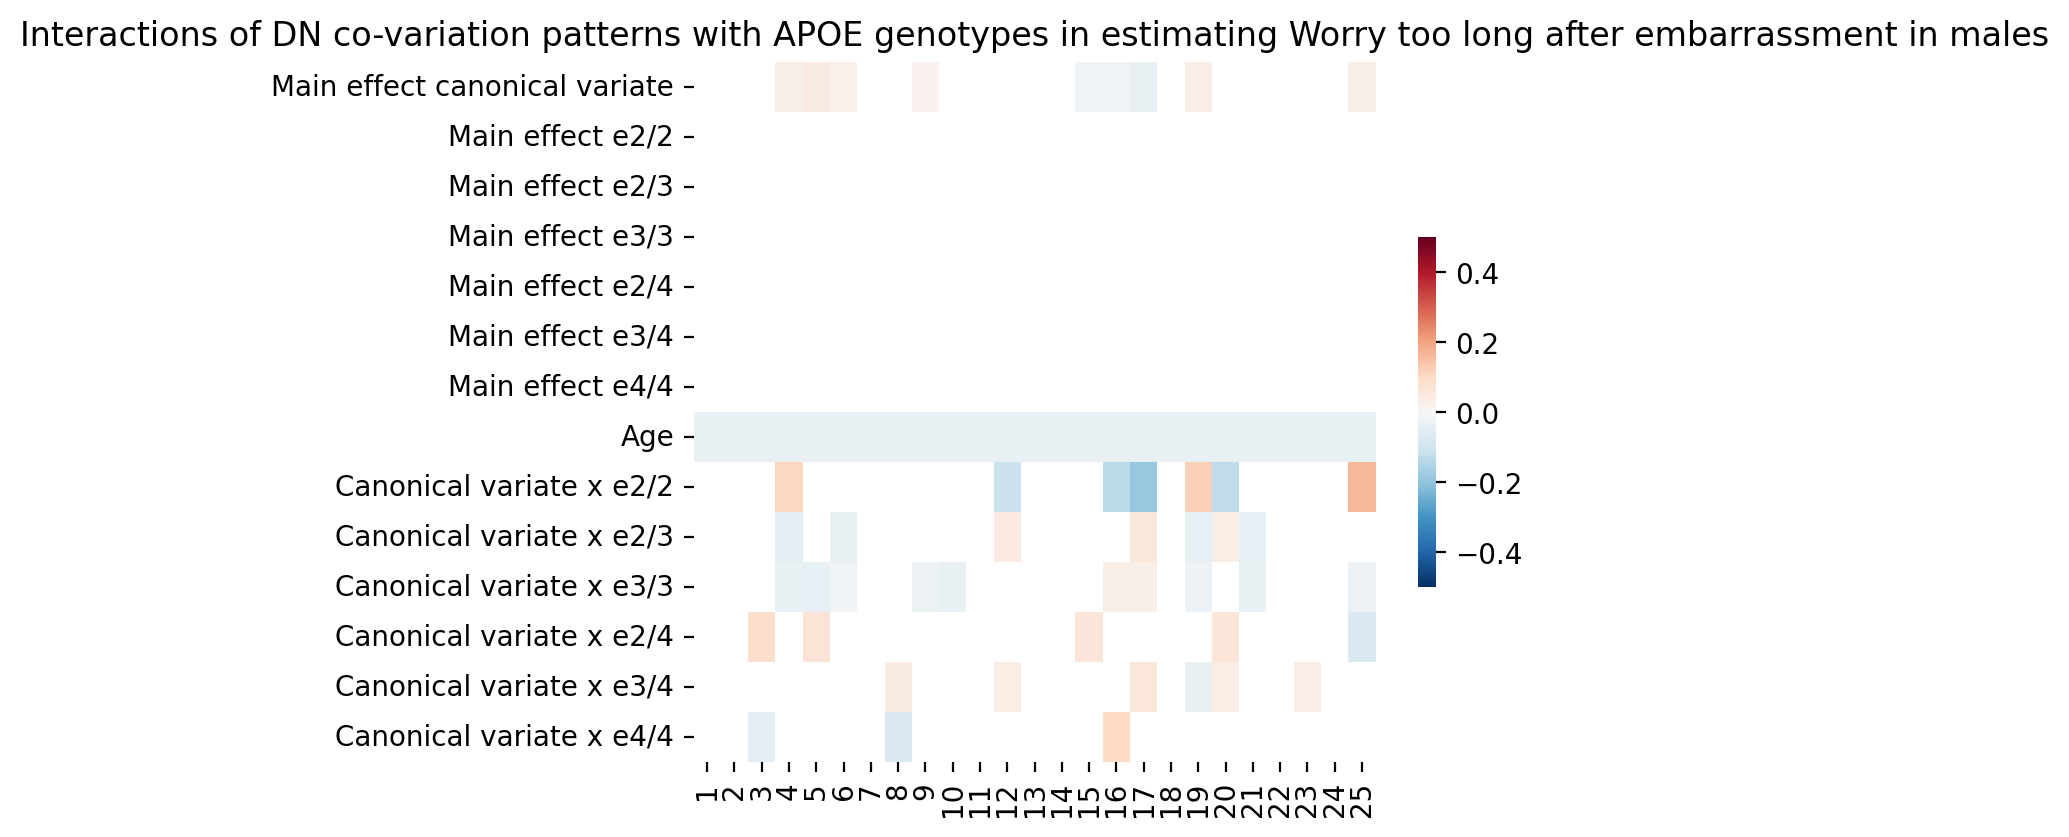 Interactions of DN co-variation patterns with APOE genotypes in estimating Worry too long after embarrassment in males
Main effect canonical variate
Main effect e2/2
Main effect e2/3
Main effect e3/3
Main effect e2/4
Main effect e3/4
Main effect e4/4
Age
Canonical variate x e2/2
Canonical variate x e2/3
Canonical variate x e3/3
Canonical variate x e2/4
Canonical variate x e3/4
Canonical variate x e4/4
1 2 3 4 5 6 7 8 9 10 11 12 13 14 15 16 17 18 19 20 21 22 23 24 25
0.4
0.2
0.0
−0.2
−0.4